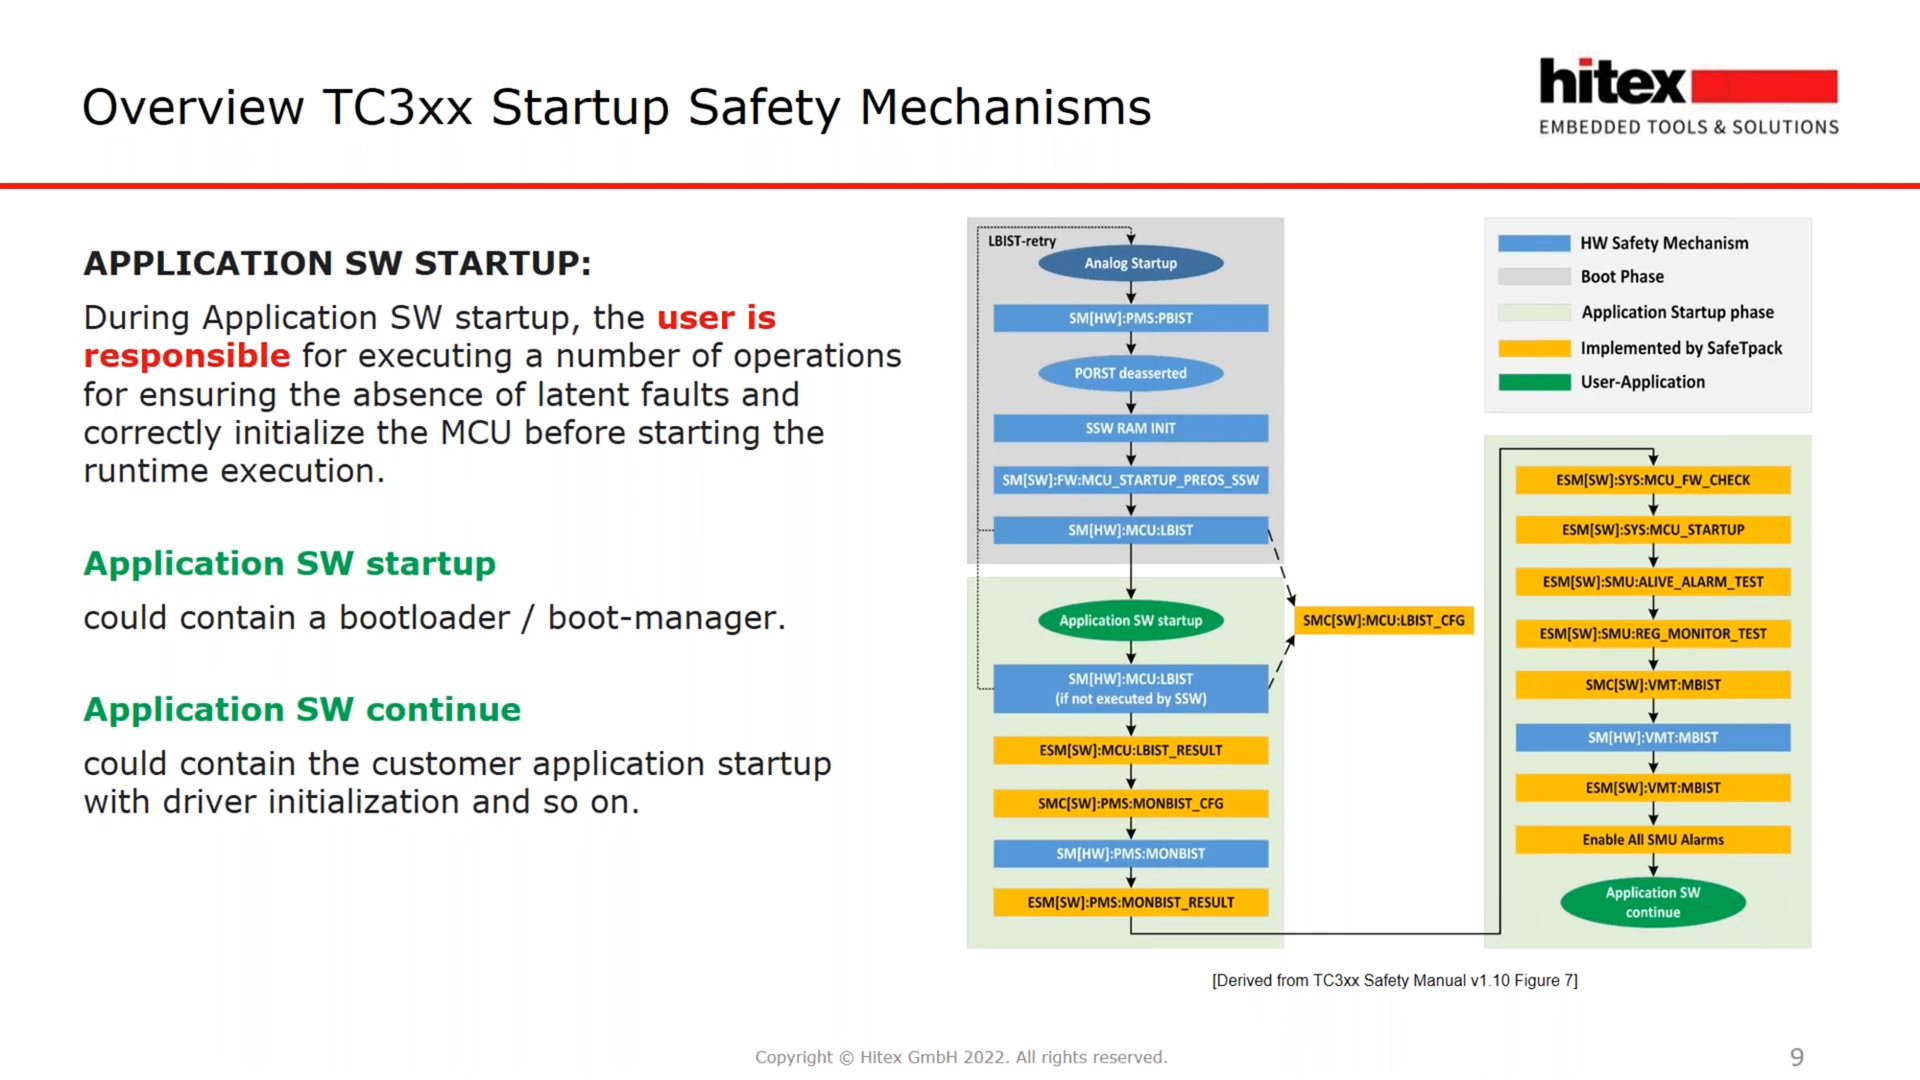 Overview TC3xx Startup Safety Mechanisms
hitex
EMBEDDED TOOLS & SOLUTIONS
APPLICATION SW STARTUP:
During Application SW startup, the user is
responsible for executing a number of operations
for ensuring the absence of latent faults and
correctly initialize the MCU before starting the
runtime execution.
Application SW startup
could contain a bootloader / boot-manager.
Application SW continue
could contain the customer application startup
with driver initialization and so on.
LBIST-retry
Analog Startup
SM[HW]:PMS:PBIST
PORST deasserted
SSW RAM INIT
SM[SW]:FW:MCU_STARTUP_PREOS_SSW
SM[HW]:MCU:LBIST
Application SW startup
SMC[SW]:MCU:LBIST_CFG
SM[HW]:MCU:LBIST
(if not executed by SSW)
ESM[SW]:MCU:LBIST_RESULT
SMC[SW]:PMS:MONBIST_CFG
SM[HW]:PMS:MONBIST
ESM[SW]:PMS:MONBIST_RESULT
HW Safety Mechanism
Boot Phase
Application Startup phase
Implemented by SafeTpack
User-Application
ESM[SW]:SYS:MCU_FW_CHECK
ESM[SW]:SYS:MCU_STARTUP
ESM[SW]:SMU:ALIVE_ALARM_TEST
ESM[SW]:SMU:REG_MONITOR_TEST
SMC[SW]:VMT:MBIST
SM[HW]:VMT:MBIST
ESM[SW]:VMT:MBIST
Enable All SMU Alarms
Application SW
continue
[Derived from TC3xx Safety Manual v1.10 Figure 7]
Copyright © Hitex GmbH 2022. All rights reserved.
9